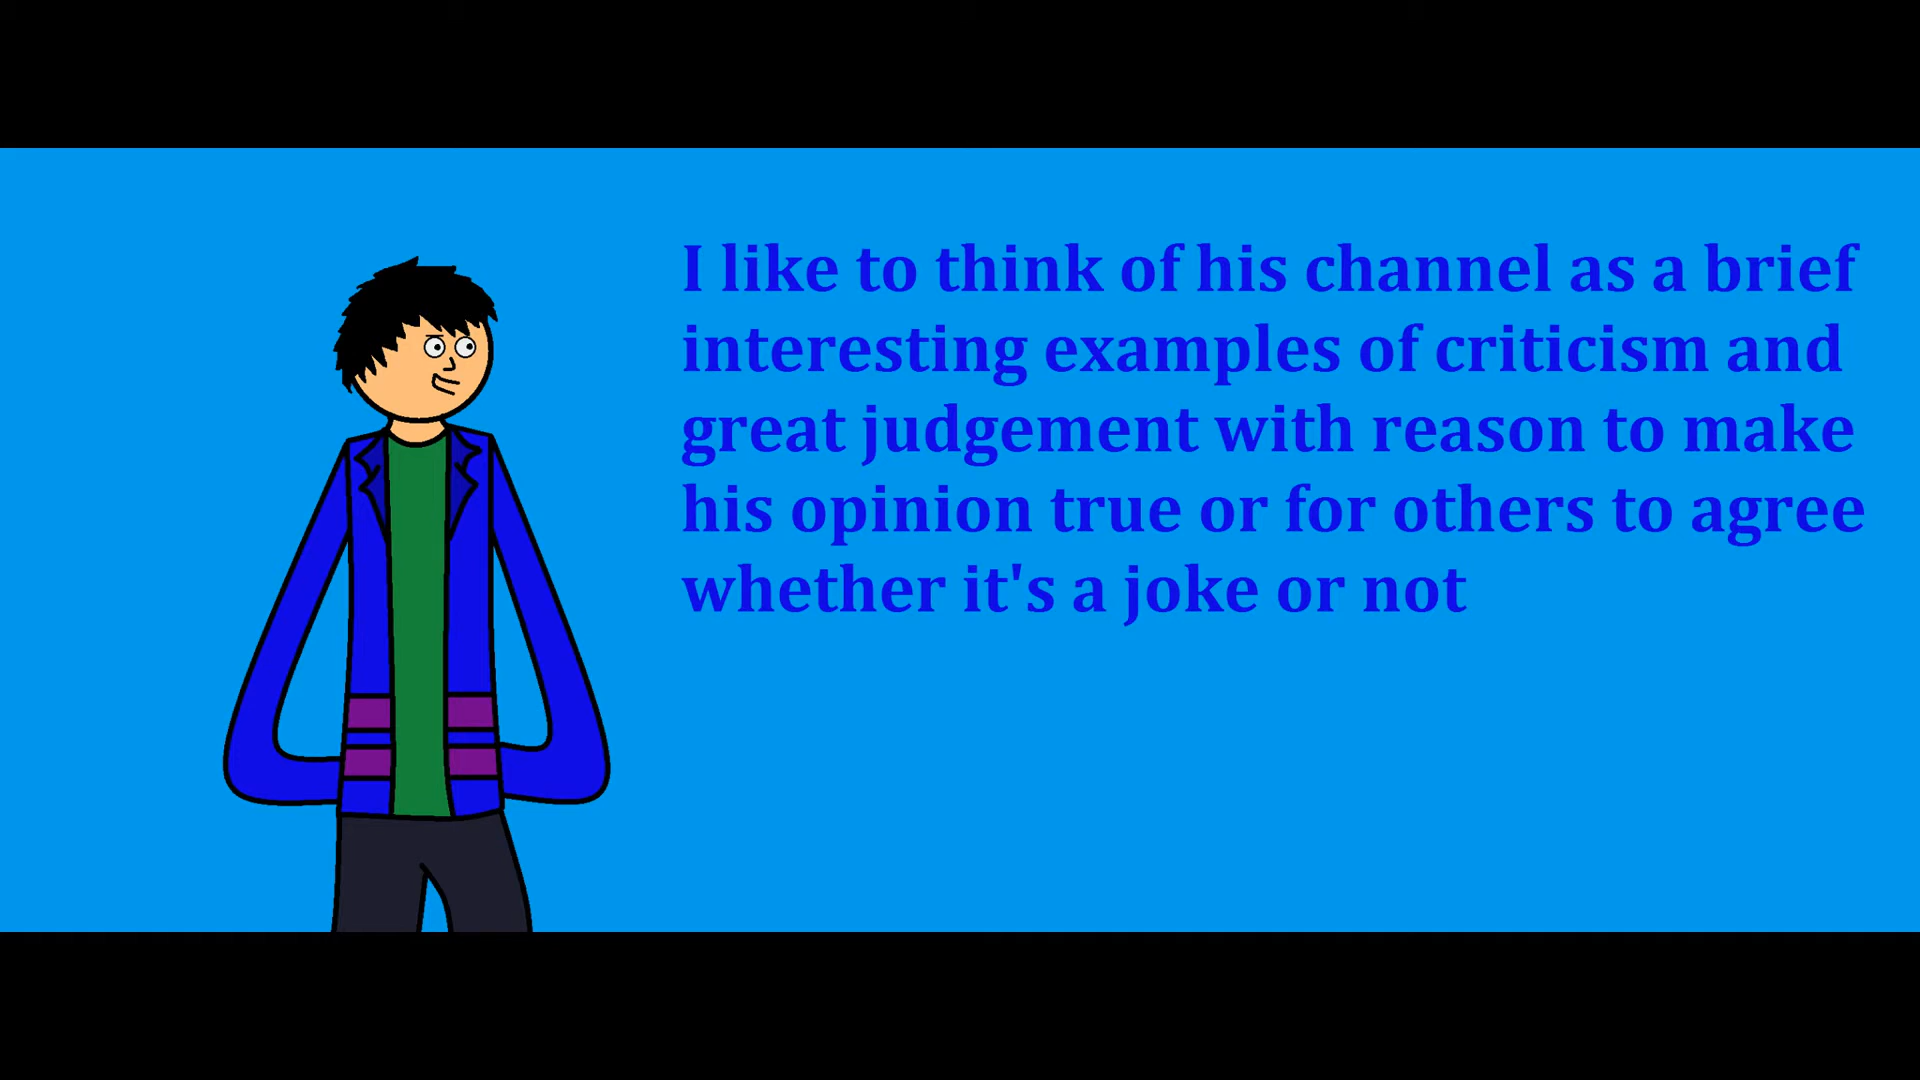 I like to think of his channel as a brief
interesting examples of criticism and
great judgement with reason to make
his opinion true or for others to agree
whether it's a joke or not